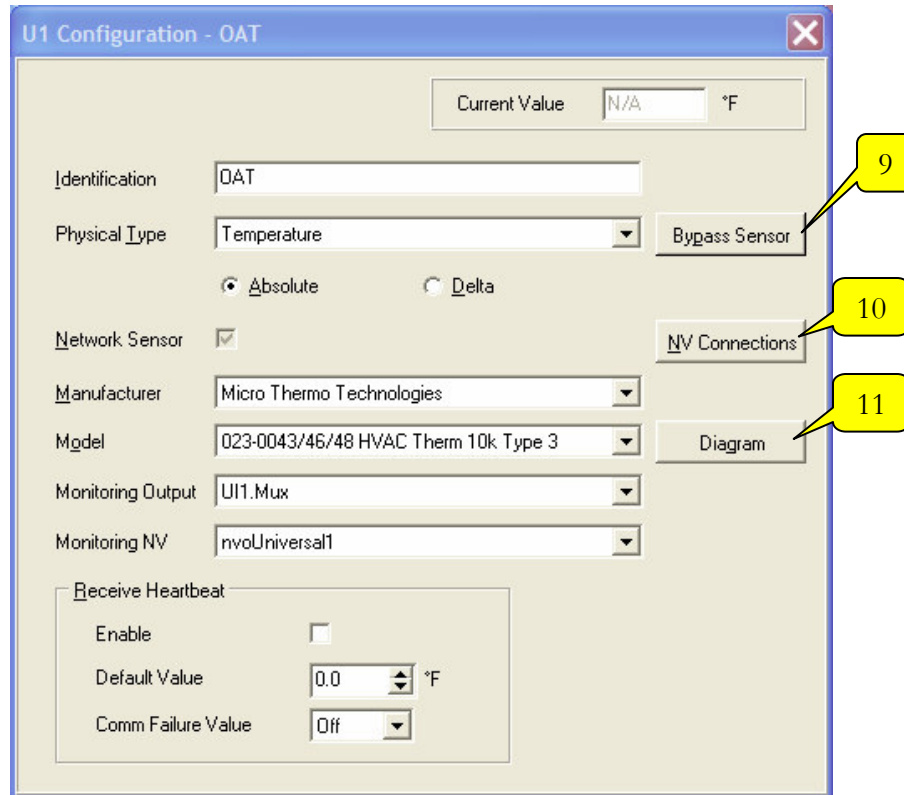 U1 Configuration - OAT
Current Value N/A °F
Identification OAT
Physical Type Temperature Bypass Sensor 9
Absolute Delta
Network Sensor NV Connections 10
Manufacturer Micro Thermo Technologies
Model 023-0043/46/48 HVAC Therm 10k Type 3 Diagram 11
Monitoring Output UI1.Mux
Monitoring NV nvoUniversal1
Receive Heartbeat
Enable
Default Value 0.0 °F
Comm Failure Value Off